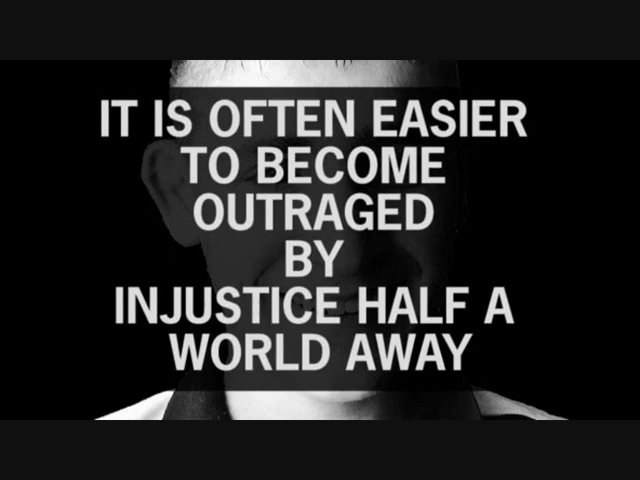 IT IS OFTEN EASIER
TO BECOME
OUTRAGED
BY
INJUSTICE HALF A
WORLD AWAY